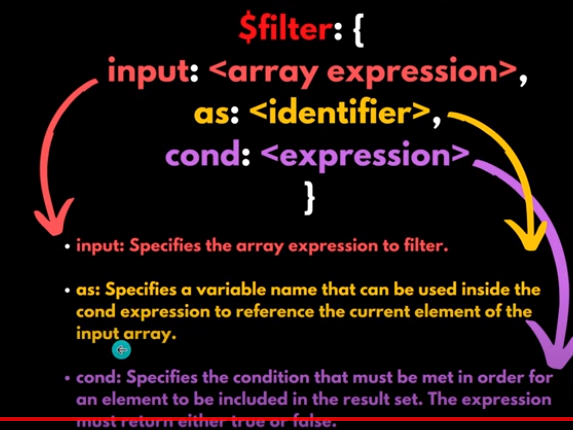 $filter: {
input: <array expression>,
as: <identifier>,
cond: <expression>
}
• input: Specifies the array expression to filter.
• as: Specifies a variable name that can be used inside the
cond expression to reference the current element of the
input array.
• cond: Specifies the condition that must be met in order for
an element to be included in the result set. The expression
must return either true or false.